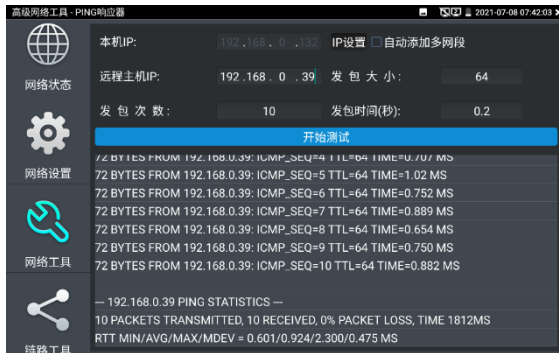 高级网络工具 - PING响应器
2021-07-08 07:42:03
网络状态
网络设置
网络工具
链路工具
本机IP: 192 .168 . 0 .132 IP设置 自动添加多网段
远程主机IP: 192 .168 . 0 .39 发 包 大 小 : 64
发 包 次 数 : 10 发包时间(秒): 0.2
开始测试
72 BYTES FROM 192.168.0.39: ICMP_SEQ=4 TTL=64 TIME=0.707 MS
72 BYTES FROM 192.168.0.39: ICMP_SEQ=5 TTL=64 TIME=1.02 MS
72 BYTES FROM 192.168.0.39: ICMP_SEQ=6 TTL=64 TIME=0.752 MS
72 BYTES FROM 192.168.0.39: ICMP_SEQ=7 TTL=64 TIME=0.889 MS
72 BYTES FROM 192.168.0.39: ICMP_SEQ=8 TTL=64 TIME=0.654 MS
72 BYTES FROM 192.168.0.39: ICMP_SEQ=9 TTL=64 TIME=0.750 MS
72 BYTES FROM 192.168.0.39: ICMP_SEQ=10 TTL=64 TIME=0.882 MS
--- 192.168.0.39 PING STATISTICS ---
10 PACKETS TRANSMITTED, 10 RECEIVED, 0% PACKET LOSS, TIME 1812MS
RTT MIN/AVG/MAX/MDEV = 0.601/0.924/2.300/0.475 MS